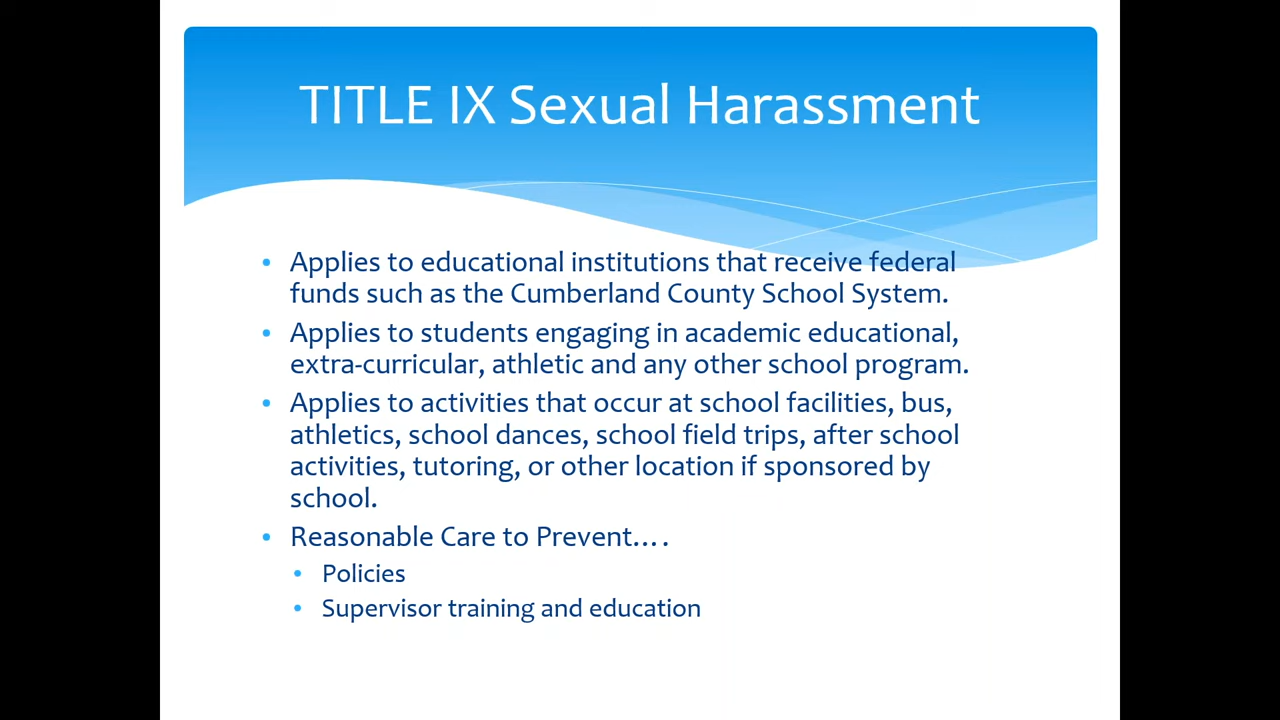 TITLE IX Sexual Harassment
• Applies to educational institutions that receive federal
funds such as the Cumberland County School System.
• Applies to students engaging in academic educational,
extra-curricular, athletic and any other school program.
• Applies to activities that occur at school facilities, bus,
athletics, school dances, school field trips, after school
activities, tutoring, or other location if sponsored by
school.
• Reasonable Care to Prevent….
• Policies
• Supervisor training and education